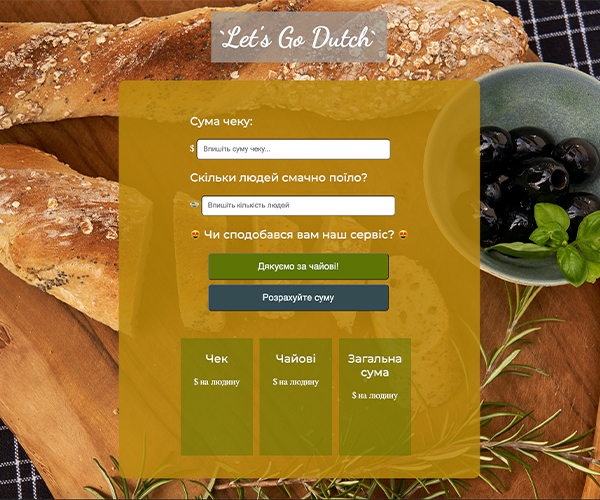 `Let's Go Dutch`
Сума чеку:
$ Впишіть суму чеку...
Скільки людей смачно поїло?
Впишіть кількість людей
😍 Чи сподобався вам наш сервіс? 😍
Дякуємо за чайові!
Розрахуйте суму
Чек
$ на людину
Чайові
$ на людину
Загальна
сума
$ на людину